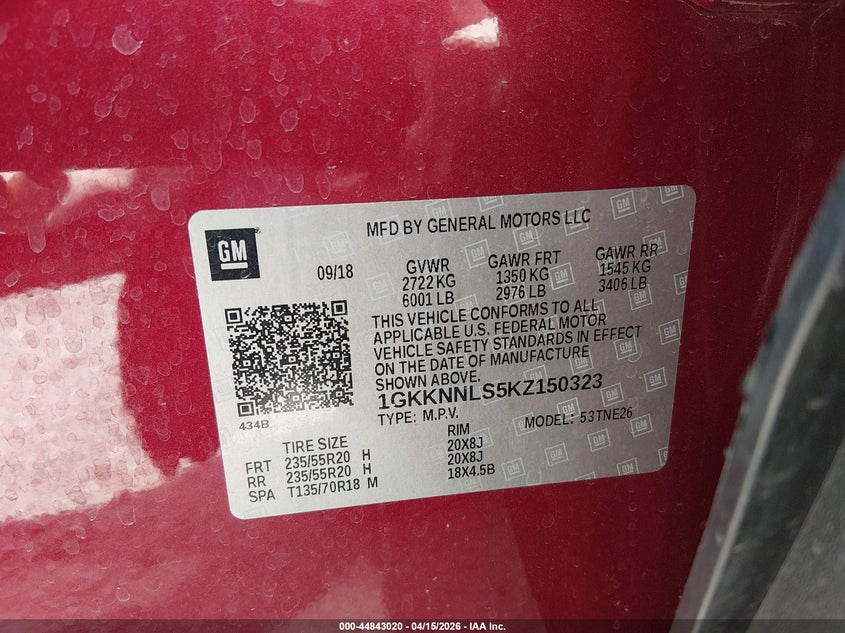 GM
MFD BY GENERAL MOTORS LLC
09/18
GVWR GAWR FRT GAWR RR
2722 KG 1350 KG 1545 KG
6001 LB 2976 LB 3406 LB
THIS VEHICLE CONFORMS TO ALL
APPLICABLE U.S. FEDERAL MOTOR
VEHICLE SAFETY STANDARDS IN EFFECT
ON THE DATE OF MANUFACTURE
SHOWN ABOVE.
1GKKNNLS5KZ150323
TYPE: M.P.V. MODEL: 53TNE26
434B
TIRE SIZE RIM
FRT 235/55R20 H 20X8J
RR 235/55R20 H 20X8J
SPA T135/70R18 M 18X4.5B
000-44843020 - 04/15/2026 - IAA Inc.